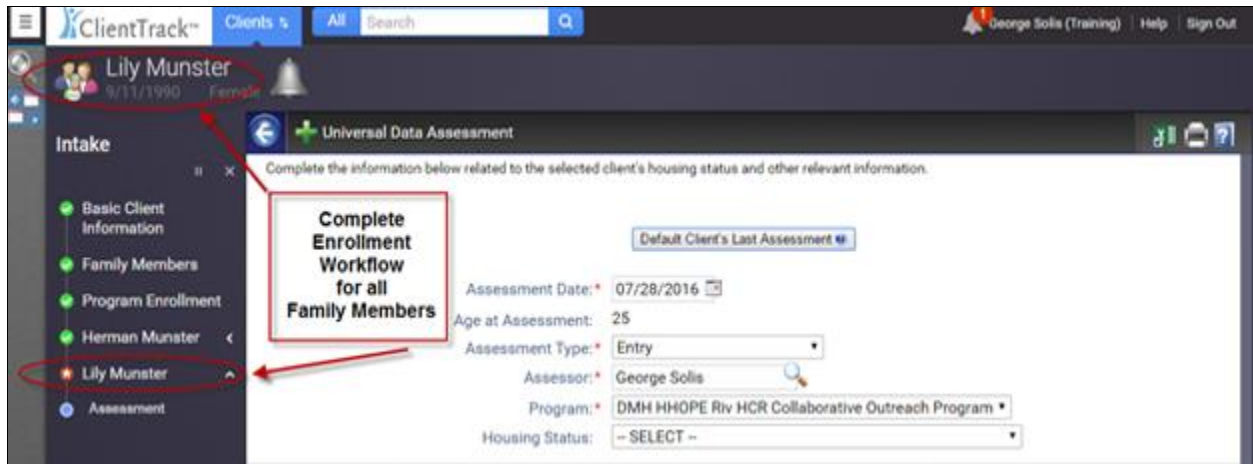 ClientTrack™ Clients All Search George Solis (Training) Help Sign Out
Lily Munster
9/11/1990 Female
Intake
Universal Data Assessment
Complete the information below related to the selected client's housing status and other relevant information.
Basic Client
Information
Family Members
Program Enrollment
Herman Munster
Lily Munster
Assessment
Complete
Enrollment
Workflow
for all
Family Members
Default Client's Last Assessment
Assessment Date:* 07/28/2016
Age at Assessment: 25
Assessment Type:* Entry
Assessor:* George Solis
Program:* DMH HHOPE Riv HCR Collaborative Outreach Program
Housing Status: -- SELECT --